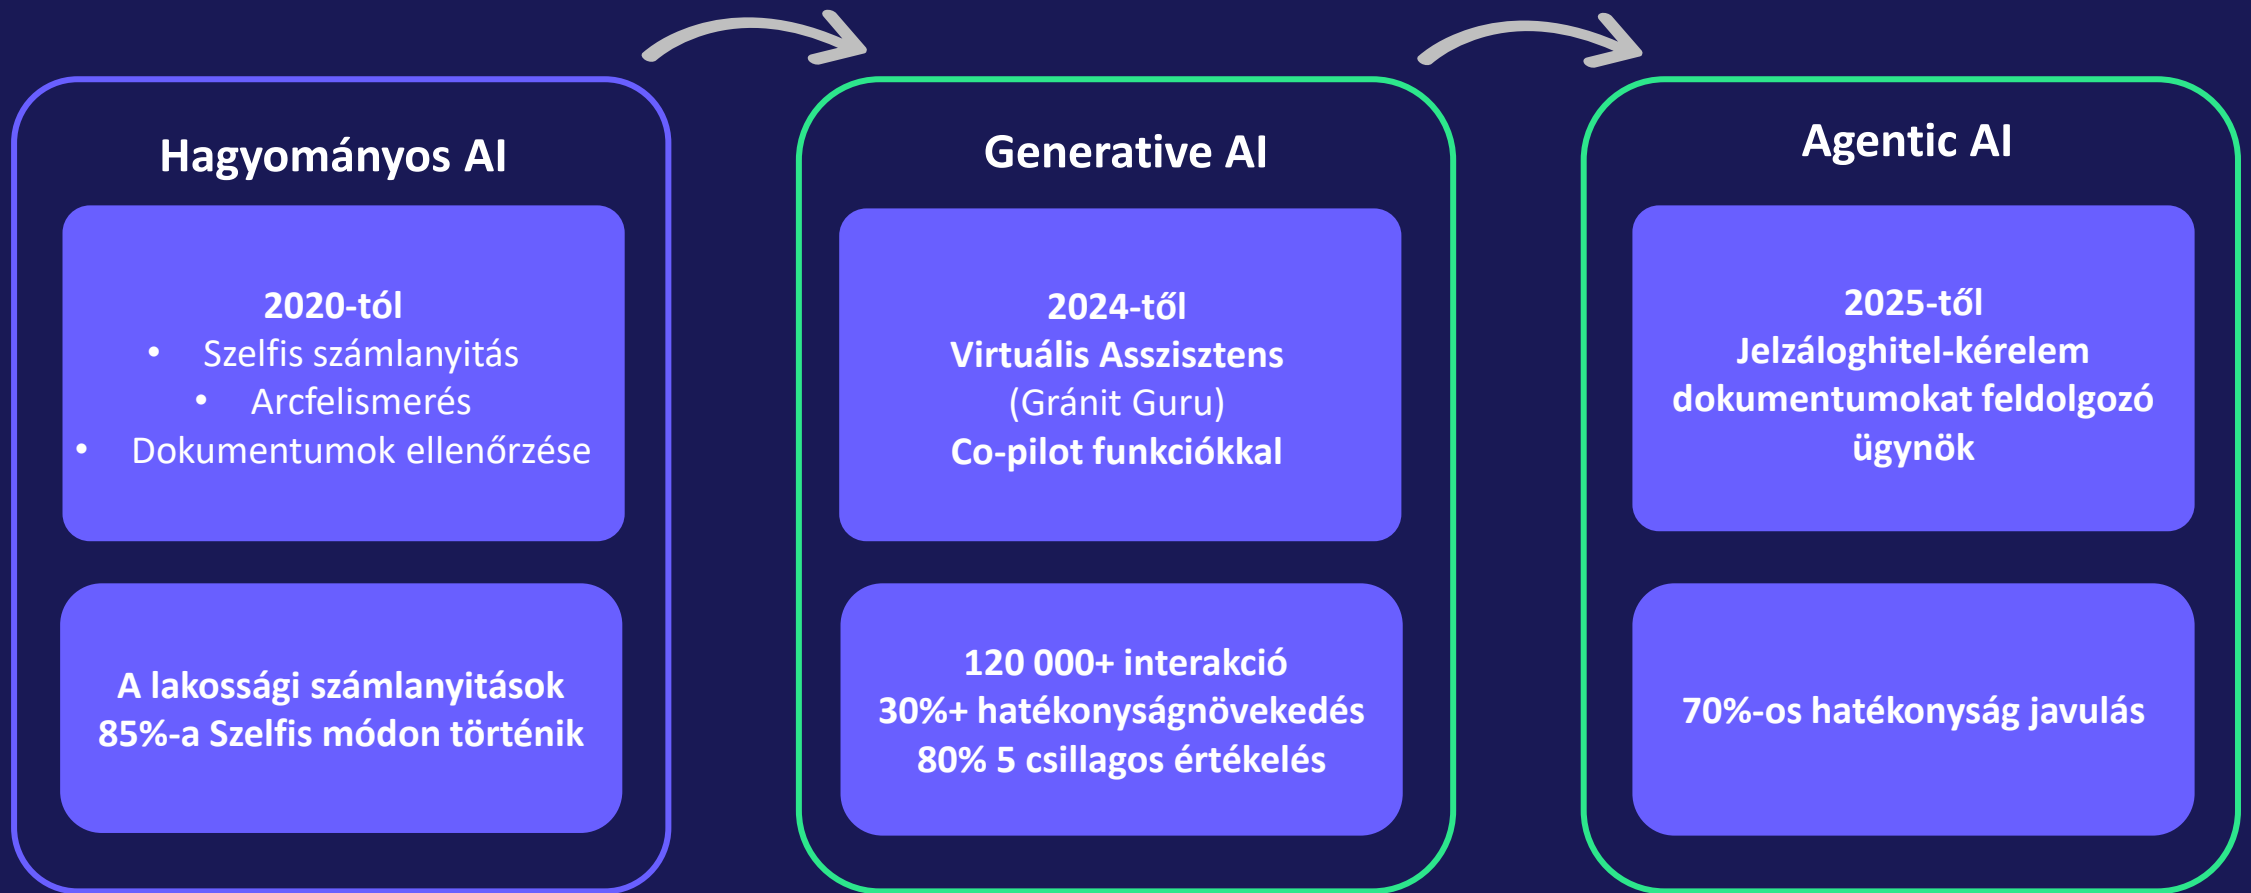 Hagyományos AI
2020-tól
• Szelfis számlanyitás
• Arcfelismerés
• Dokumentumok ellenőrzése
A lakossági számlanyitások
85%-a Szelfis módon történik
Generative AI
2024-től
Virtuális Asszisztens
(Gránit Guru)
Co-pilot funkciókkal
120 000+ interakció
30%+ hatékonyságnövekedés
80% 5 csillagos értékelés
Agentic AI
2025-től
Jelzáloghitel-kérelem
dokumentumokat feldolgozó
ügynök
70%-os hatékonyság javulás